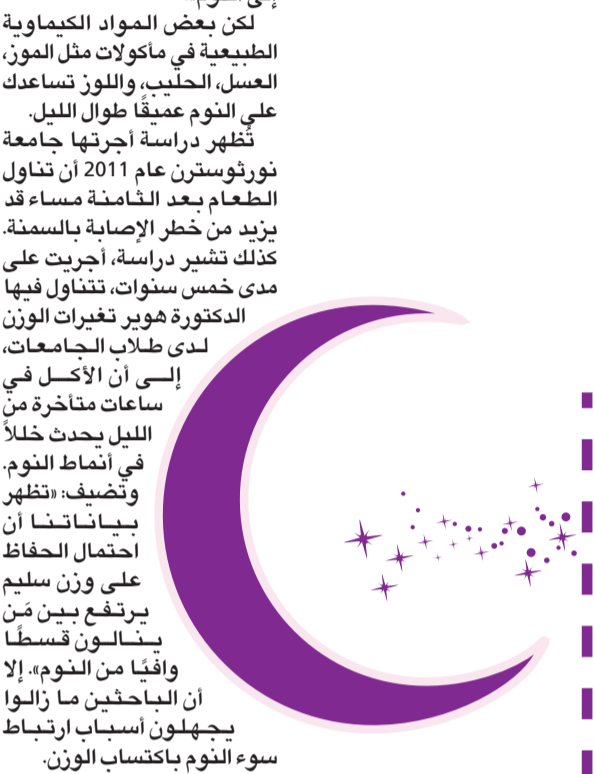 إلى النوم.
لكن بعض المواد الكيماوية
الطبيعية في مأكولات مثل الموز،
العسل، الحليب، واللوز تساعدك
على النوم عميقًا طوال الليل.
تُظهر دراسة أجرتها جامعة
نورثوسترن عام 2011 أن تناول
الطعام بعد الثامنة مساء قد
يزيد من خطر الإصابة بالسمنة.
كذلك تشير دراسة، أجريت على
مدى خمس سنوات، تتناول فيها
الدكتورة هوير تغيرات الوزن
لدى طلاب الجامعات،
إلى أن الأكل في
ساعات متأخرة من
الليل يحدث خللاً
في أنماط النوم.
وتضيف: «تظهر
بياناتنا أن
احتمال الحفاظ
على وزن سليم
يرتفع بين مَن
ينالون قسطًا
وافيًا من النوم». إلا
أن الباحثين ما زالوا
يجهلون أسباب ارتباط
سوء النوم باكتساب الوزن.